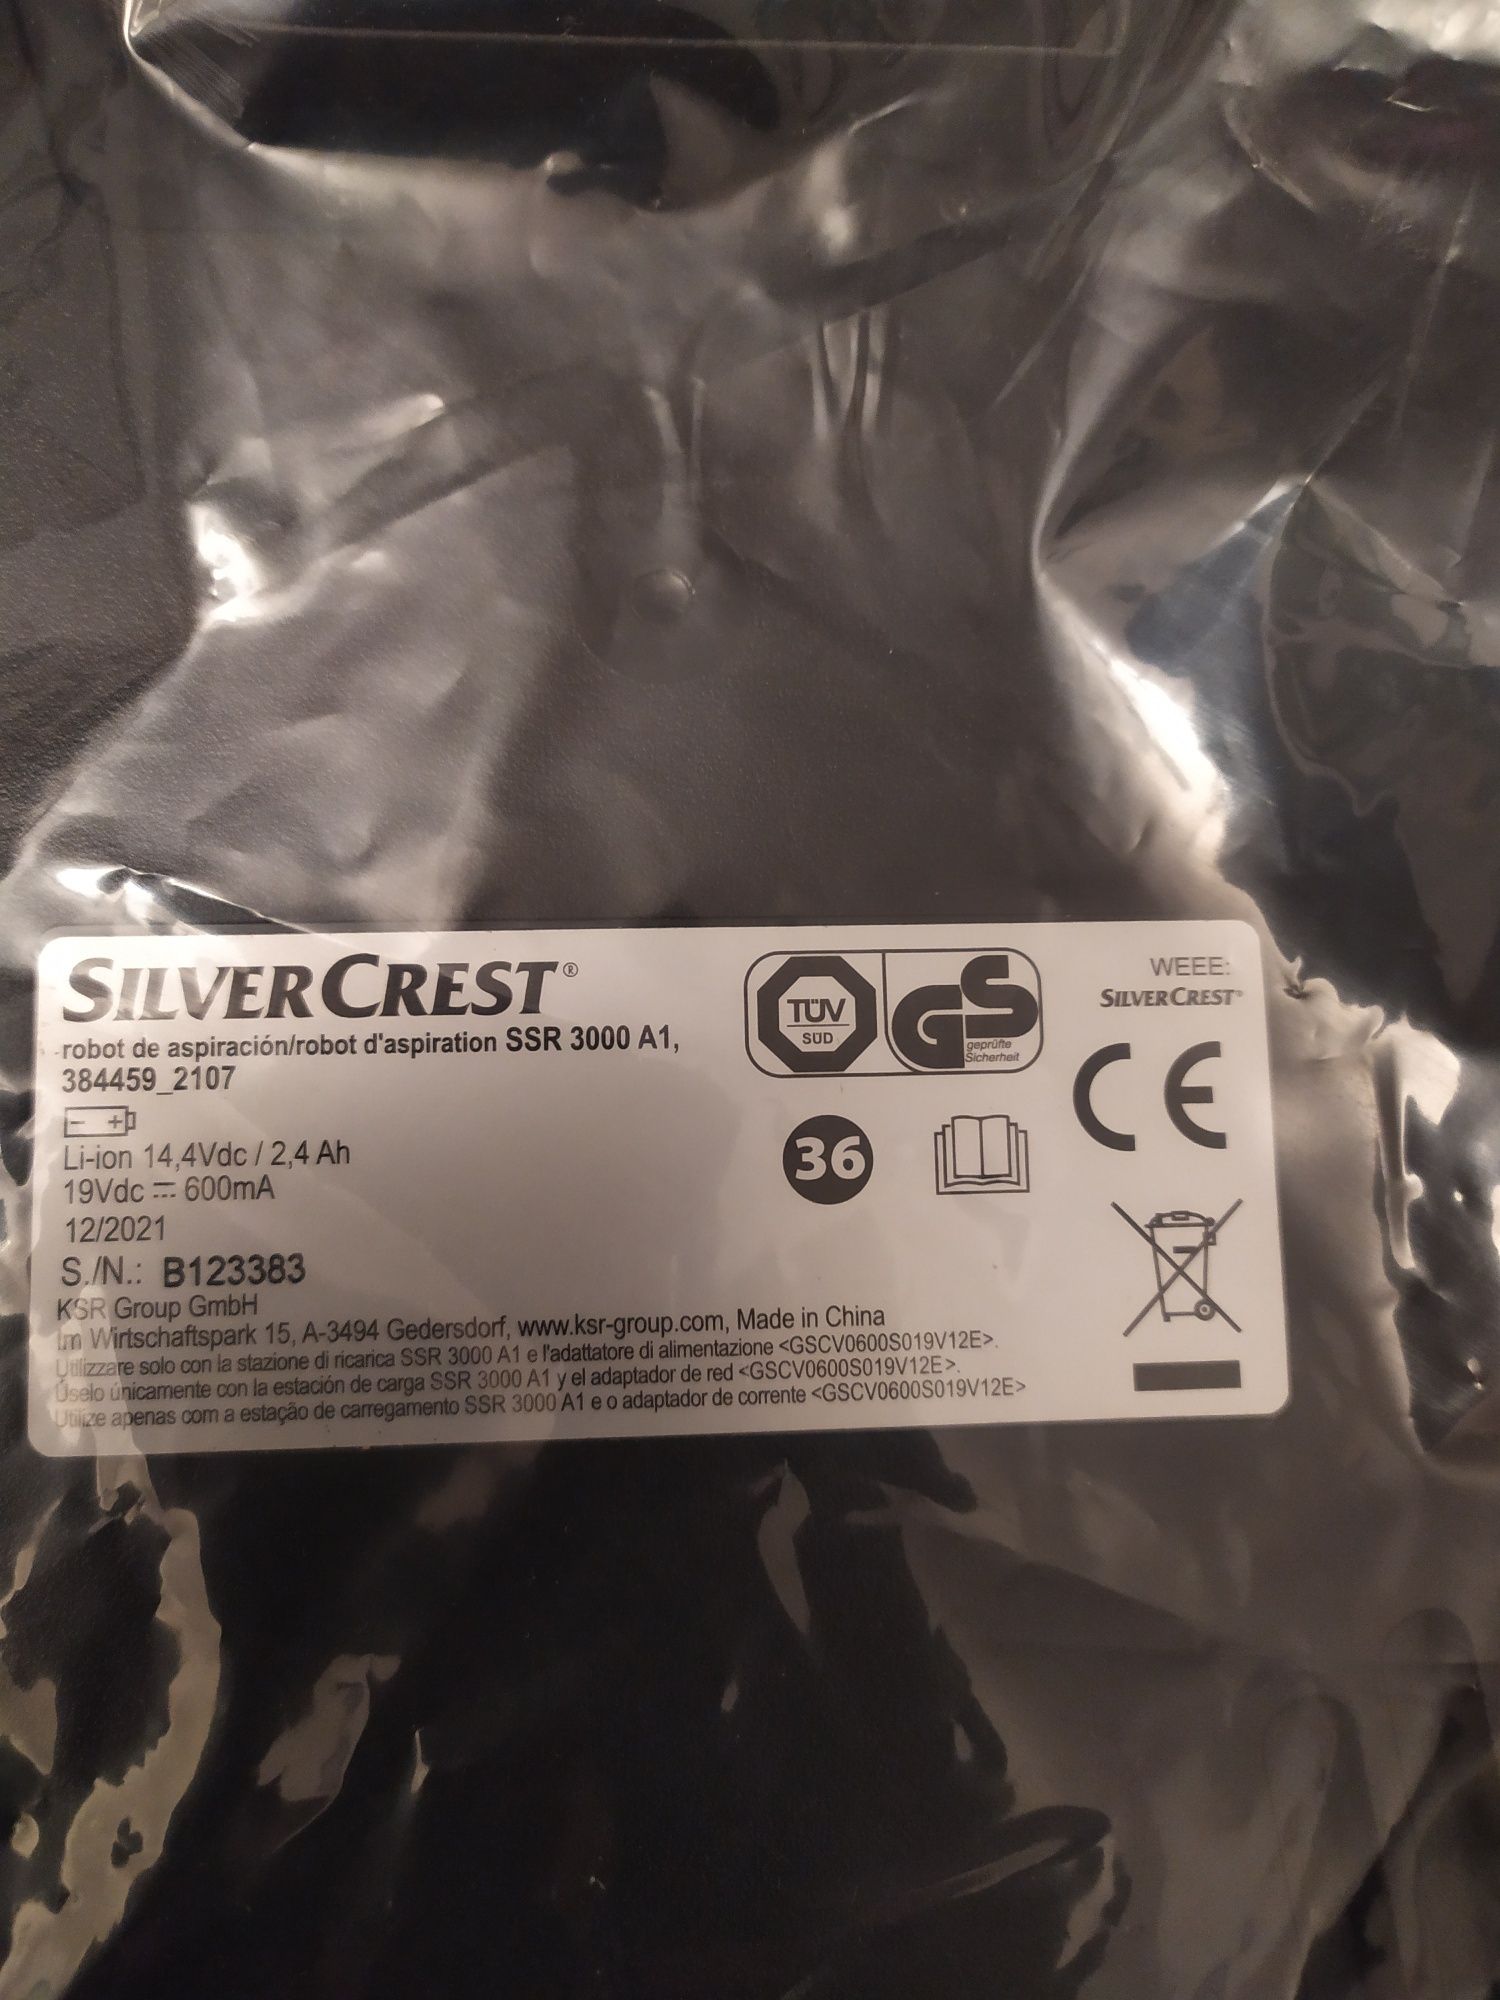 SILVERCREST®
robot de aspiración/robot d'aspiration SSR 3000 A1,
384459_2107
- +
Li-ion 14,4Vdc / 2,4 Ah
19Vdc ⎓ 600mA
12/2021
S./N.: B123383
KSR Group GmbH
Im Wirtschaftspark 15, A-3494 Gedersdorf, www.ksr-group.com, Made in China
Utilizzare solo con la stazione di ricarica SSR 3000 A1 e l'adattatore di alimentazione <GSCV0600S019V12E>.
Úselo únicamente con la estación de carga SSR 3000 A1 y el adaptador de red <GSCV0600S019V12E>.
Utilize apenas com a estação de carregamento SSR 3000 A1 e o adaptador de corrente <GSCV0600S019V12E>
TÜV
SÜD
GS
geprüfte
Sicherheit
36
WEEE:
SILVERCREST®
CE